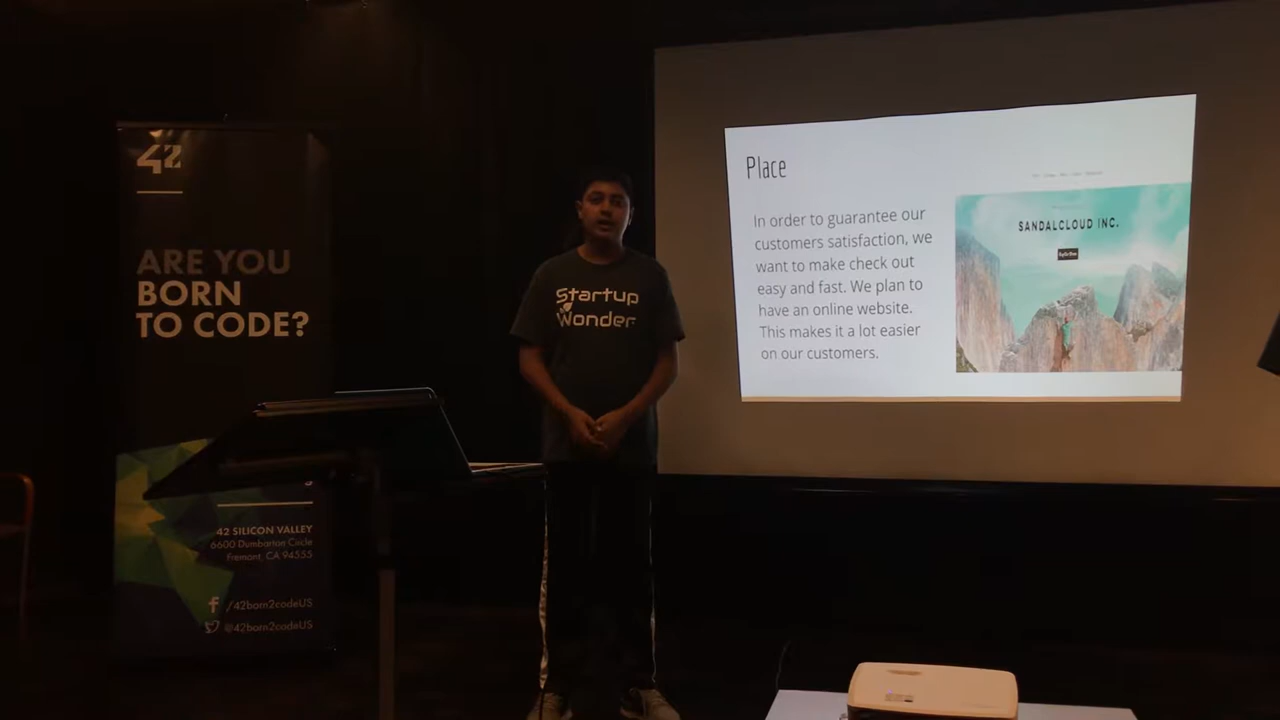 42
ARE YOU
BORN
TO CODE?
42 SILICON VALLEY
6600 Dumbarton Circle
Fremont, CA 94555
/42born2codeUS
@42born2codeUS
Startup
Wonder
Place
In order to guarantee our
customers satisfaction, we
want to make check out
easy and fast. We plan to
have an online website.
This makes it a lot easier
on our customers.
SANDALCLOUD INC.